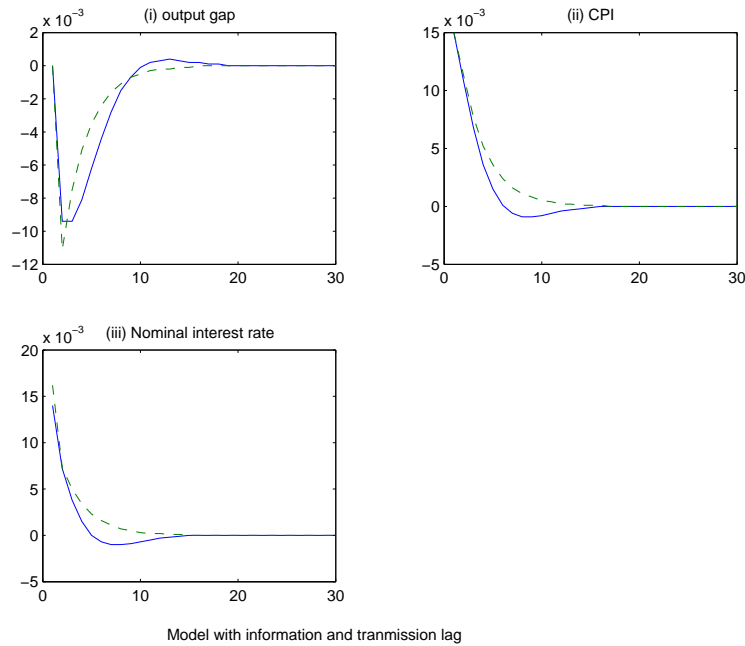 (i) output gap
x 10⁻³
2
0
−2
−4
−6
−8
−10
−12
0 10 20 30
(ii) CPI
x 10⁻³
15
10
5
0
−5
0 10 20 30
(iii) Nominal interest rate
x 10⁻³
20
15
10
5
0
−5
0 10 20 30
Model with information and tranmission lag